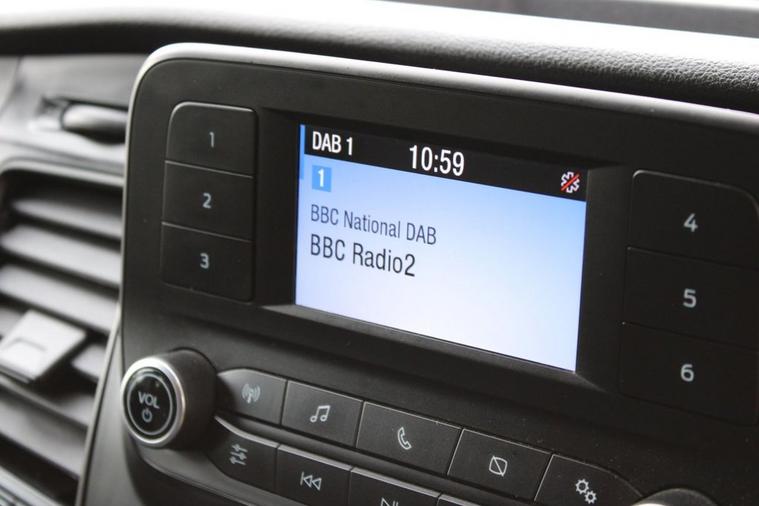 DAB 1 10:59
1
BBC National DAB
BBC Radio2
1
2
3
4
5
6
VOL